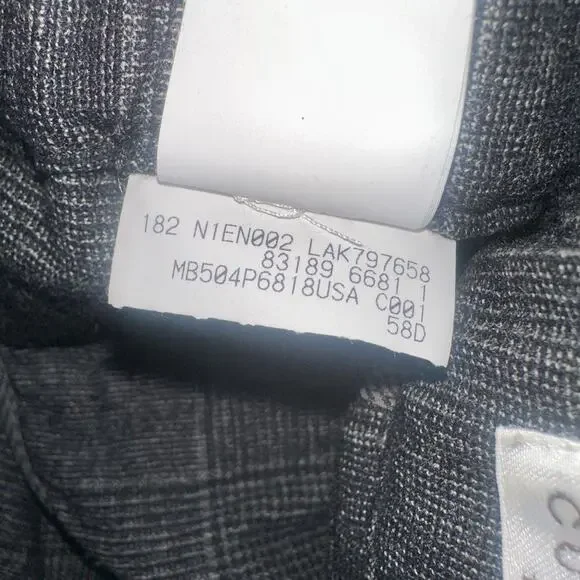 182 N1EN002 LAK797658
83189 6681 1
MB504P6818USA C001
58D